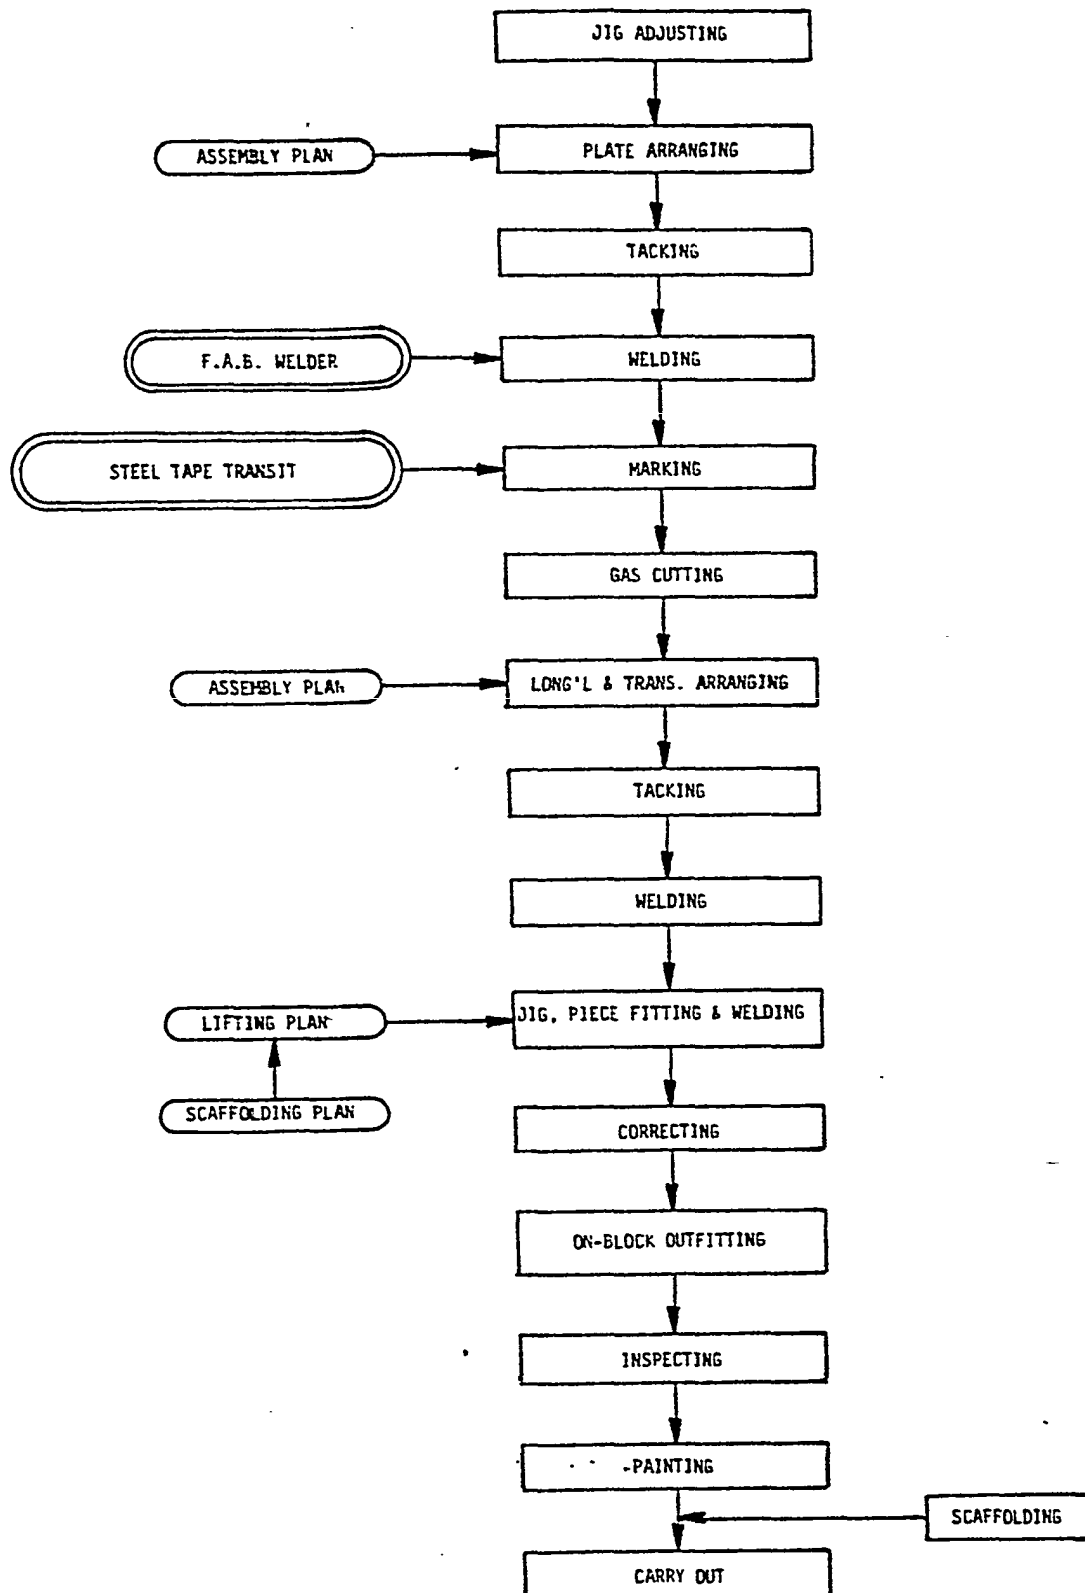 JIG ADJUSTING
ASSEMBLY PLAN
PLATE ARRANGING
TACKING
F.A.B. WELDER
WELDING
STEEL TAPE TRANSIT
MARKING
GAS CUTTING
ASSEMBLY PLAN
LONG'L & TRANS. ARRANGING
TACKING
WELDING
LIFTING PLAN
JIG, PIECE FITTING & WELDING
SCAFFOLDING PLAN
CORRECTING
ON-BLOCK OUTFITTING
INSPECTING
PAINTING
SCAFFOLDING
CARRY OUT